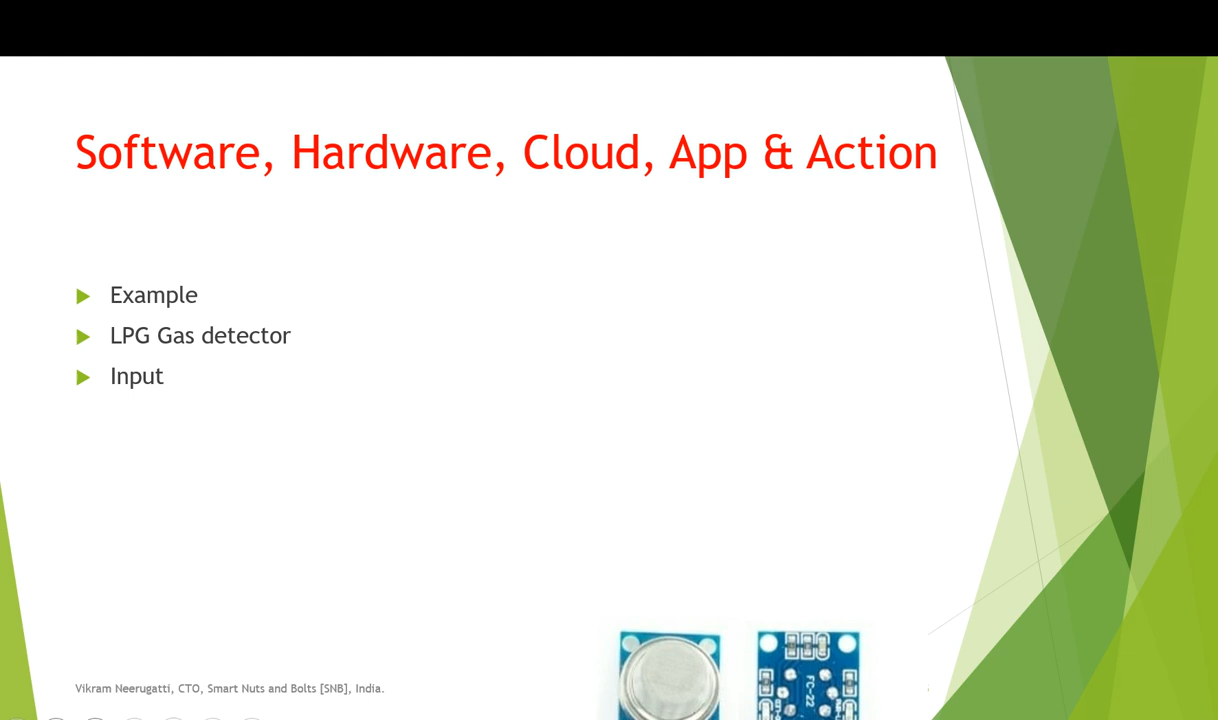 Software, Hardware, Cloud, App & Action
Example
LPG Gas detector
Input
FC-22
Vikram Neerugatti, CTO, Smart Nuts and Bolts [SNB], India.